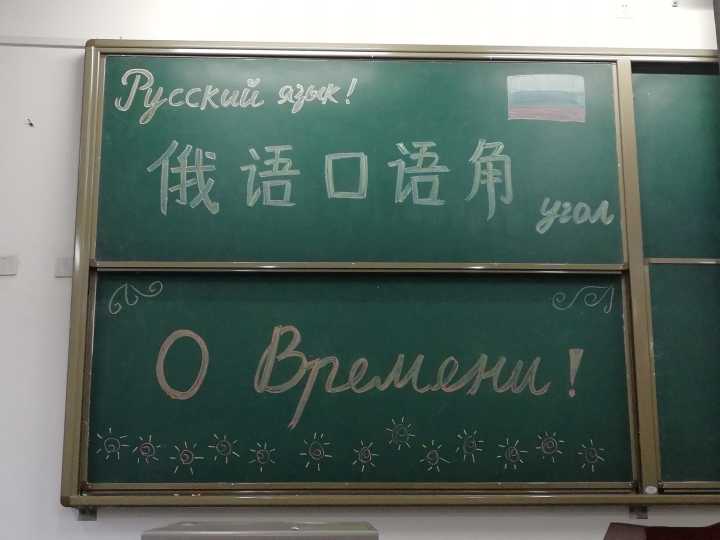 Русский язык!
俄语口语角
угол
О Времени!